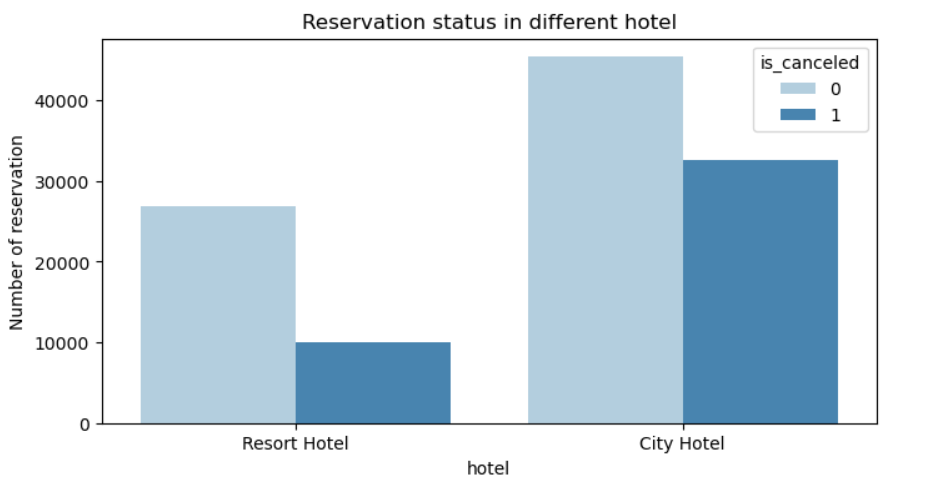 Reservation status in different hotel
is_canceled
0
1
Number of reservation
40000
30000
20000
10000
0
Resort Hotel
City Hotel
hotel